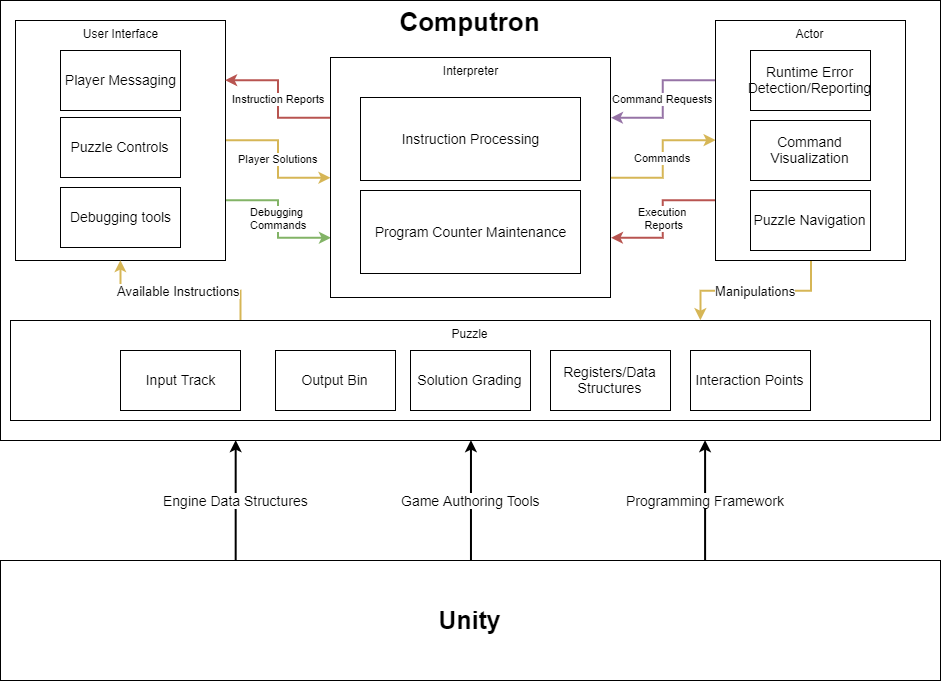 Computron
User Interface
Player Messaging
Puzzle Controls
Debugging tools
Instruction Reports
Player Solutions
Debugging
Commands
Interpreter
Instruction Processing
Program Counter Maintenance
Command Requests
Commands
Execution
Reports
Actor
Runtime Error
Detection/Reporting
Command
Visualization
Puzzle Navigation
Available Instructions
Manipulations
Puzzle
Input Track
Output Bin
Solution Grading
Registers/Data
Structures
Interaction Points
Engine Data Structures
Game Authoring Tools
Programming Framework
Unity